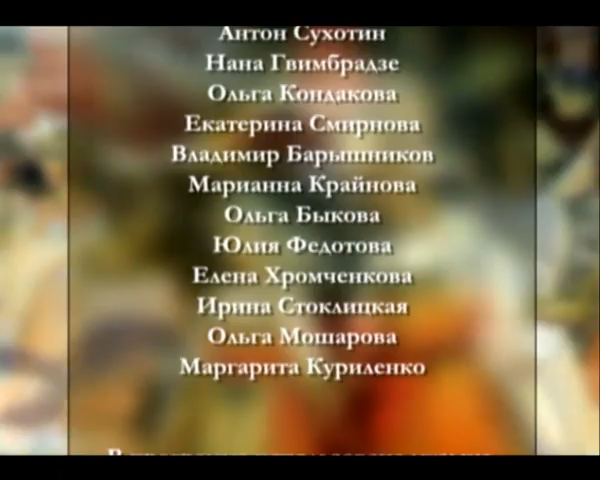 Антон Сухотин
Нана Гвимбрадзе
Ольга Кондакова
Екатерина Смирнова
Владимир Барышников
Марианна Крайнова
Ольга Быкова
Юлия Федотова
Елена Хромченкова
Ирина Стоклицкая
Ольга Мошарова
Маргарита Куриленко